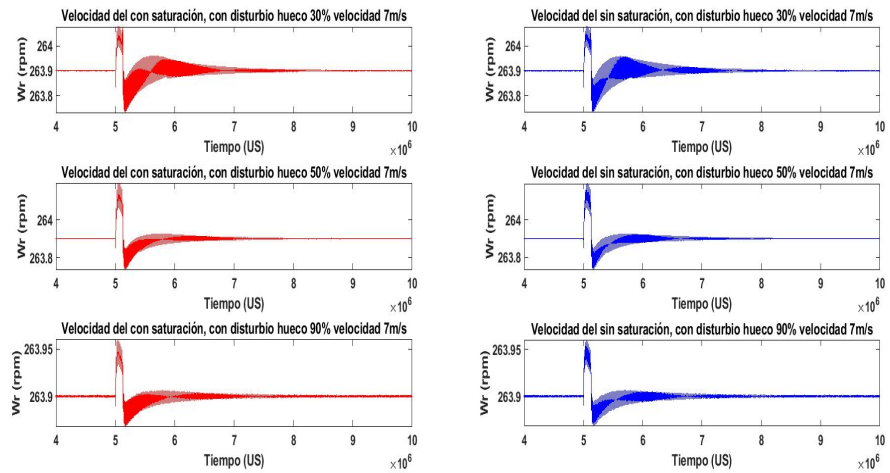 Velocidad del con saturación, con disturbio hueco 30% velocidad 7m/s
Wr (rpm)
264
263.9
263.8
4 5 6 7 8 9 10
Tiempo (US)
×10^6
Velocidad del sin saturación, con disturbio hueco 30% velocidad 7m/s
Wr (rpm)
264
263.9
263.8
4 5 6 7 8 9 10
Tiempo (US)
×10^6
Velocidad del con saturación, con disturbio hueco 50% velocidad 7m/s
Wr (rpm)
264
263.8
4 5 6 7 8 9 10
Tiempo (US)
×10^6
Velocidad del sin saturación, con disturbio hueco 50% velocidad 7m/s
Wr (rpm)
264
263.8
4 5 6 7 8 9 10
Tiempo (US)
×10^6
Velocidad del con saturación, con disturbio hueco 90% velocidad 7m/s
Wr (rpm)
263.95
263.9
4 5 6 7 8 9 10
Tiempo (US)
×10^6
Velocidad del sin saturación, con disturbio hueco 90% velocidad 7m/s
Wr (rpm)
263.95
263.9
4 5 6 7 8 9 10
Tiempo (US)
×10^6